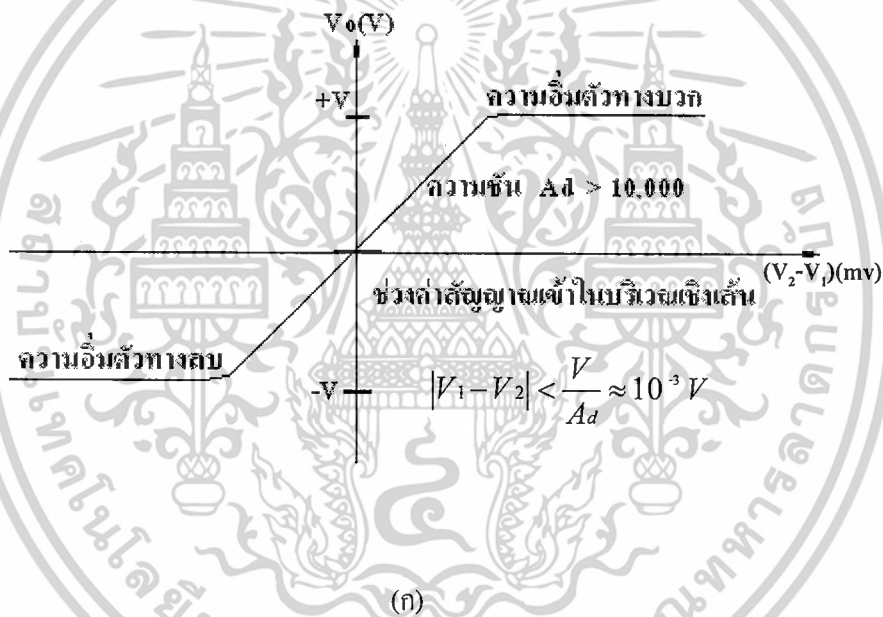 Vo(V)
+V
ความอิ่มตัวทางบวก
ความชัน Ad > 10,000
(V₂-V₁)(mv)
ช่วงค่าสัญญาณเข้าในบริเวณเชิงเส้น
ความอิ่มตัวทางลบ
-V
|V₁ − V₂| < V/Ad ≈ 10⁻³ V
(ก)